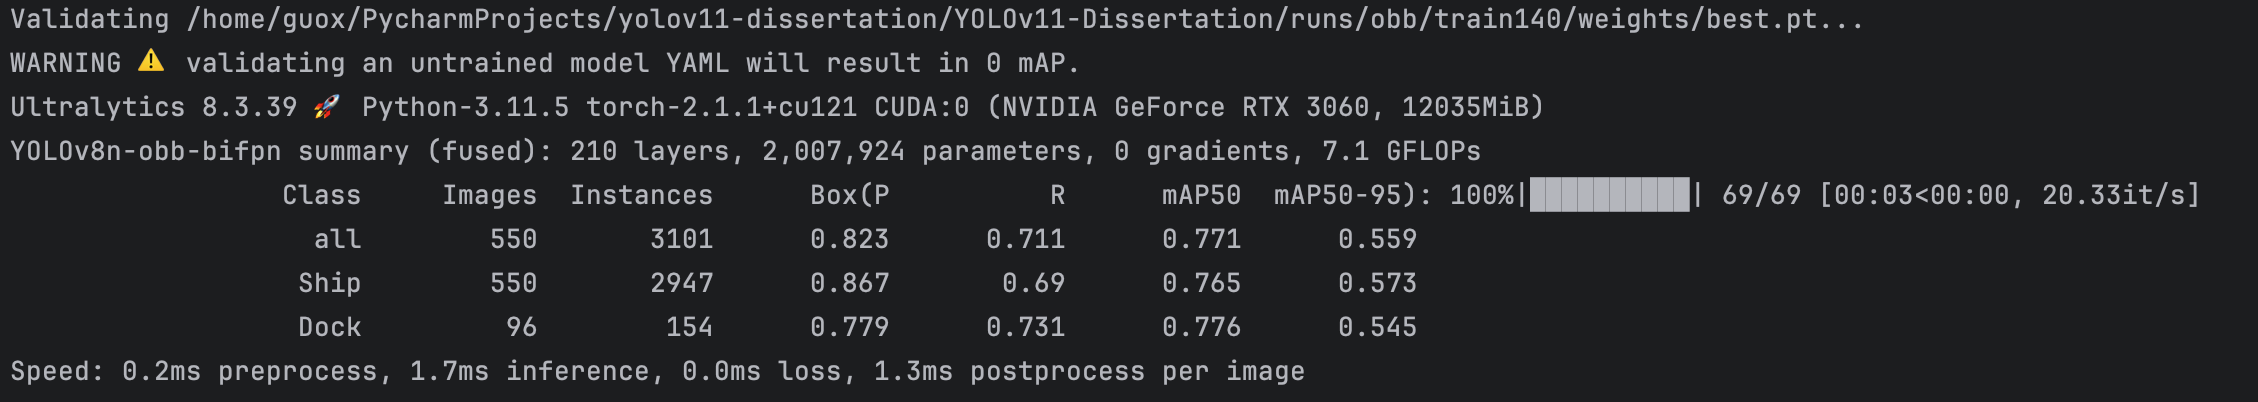 Validating /home/guox/PycharmProjects/yolov11-dissertation/YOLOv11-Dissertation/runs/obb/train140/weights/best.pt...
WARNING ⚠️ validating an untrained model YAML will result in 0 mAP.
Ultralytics 8.3.39 🚀 Python-3.11.5 torch-2.1.1+cu121 CUDA:0 (NVIDIA GeForce RTX 3060, 12035MiB)
YOLOv8n-obb-bifpn summary (fused): 210 layers, 2,007,924 parameters, 0 gradients, 7.1 GFLOPs
Class Images Instances Box(P R mAP50 mAP50-95): 100%|██████████| 69/69 [00:03<00:00, 20.33it/s]
all 550 3101 0.823 0.711 0.771 0.559
Ship 550 2947 0.867 0.69 0.765 0.573
Dock 96 154 0.779 0.731 0.776 0.545
Speed: 0.2ms preprocess, 1.7ms inference, 0.0ms loss, 1.3ms postprocess per image